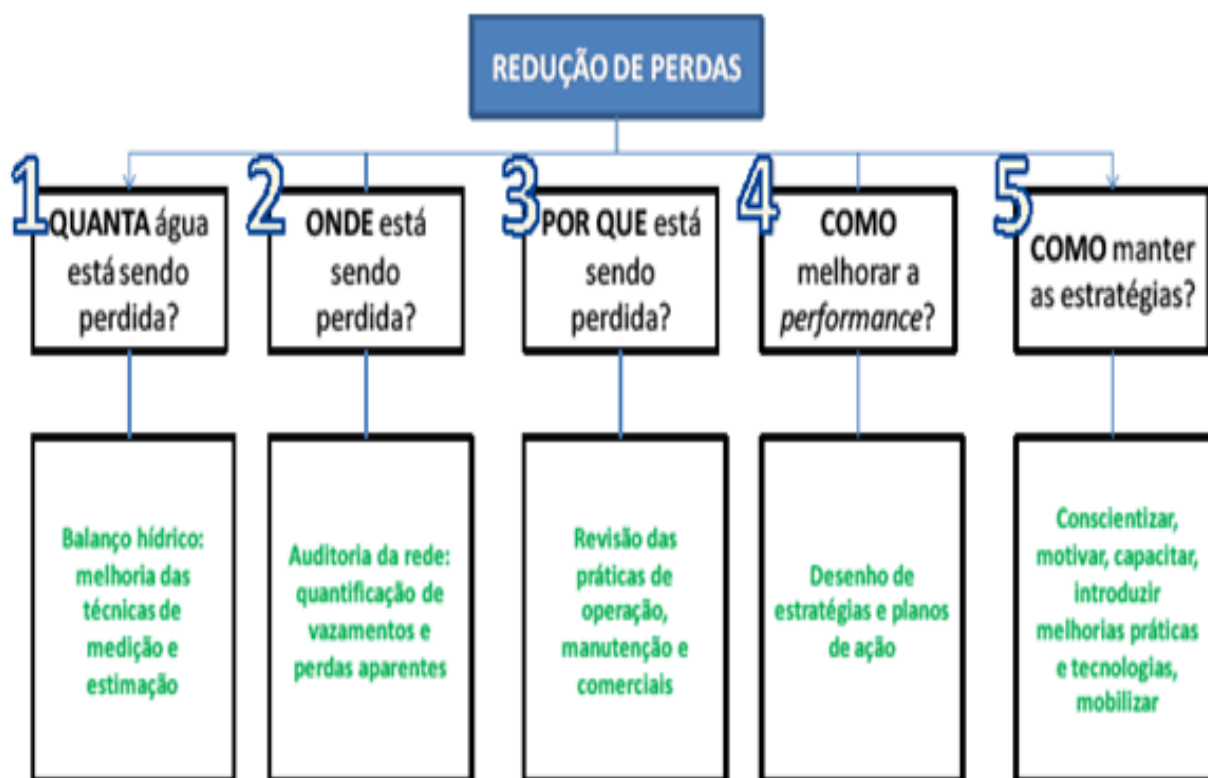 REDUÇÃO DE PERDAS
1
QUANTA água
está sendo
perdida?
2
ONDE está
sendo
perdida?
3
POR QUE está
sendo
perdida?
4
COMO
melhorar a
performance?
5
COMO manter
as estratégias?
Balanço hídrico:
melhoria das
técnicas de
medição e
estimação
Auditoria da rede:
quantificação de
vazamentos e
perdas aparentes
Revisão das
práticas de
operação,
manutenção e
comerciais
Desenho de
estratégias e planos
de ação
Conscientizar,
motivar, capacitar,
introduzir
melhorias práticas
e tecnologias,
mobilizar